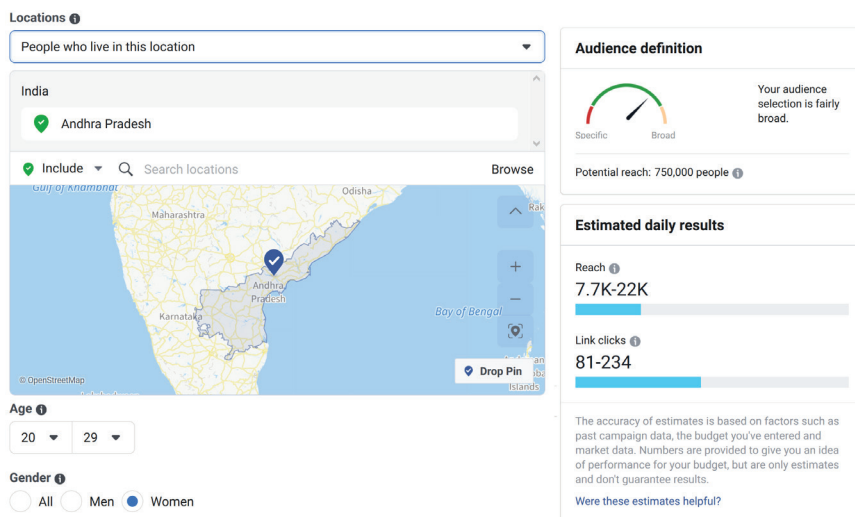 Locations
People who live in this location
India
Andhra Pradesh
Include
Search locations
Browse
Gulf of Khambhat
Odisha
Maharashtra
Andhra
Pradesh
Karnataka
Bay of Bengal
© OpenStreetMap
Drop Pin
Islands
Age
20
29
Gender
All
Men
Women
Audience definition
Your audience
selection is fairly
broad.
Specific
Broad
Potential reach: 750,000 people
Estimated daily results
Reach
7.7K-22K
Link clicks
81-234
The accuracy of estimates is based on factors such as
past campaign data, the budget you've entered and
market data. Numbers are provided to give you an idea
of performance for your budget, but are only estimates
and don't guarantee results.
Were these estimates helpful?